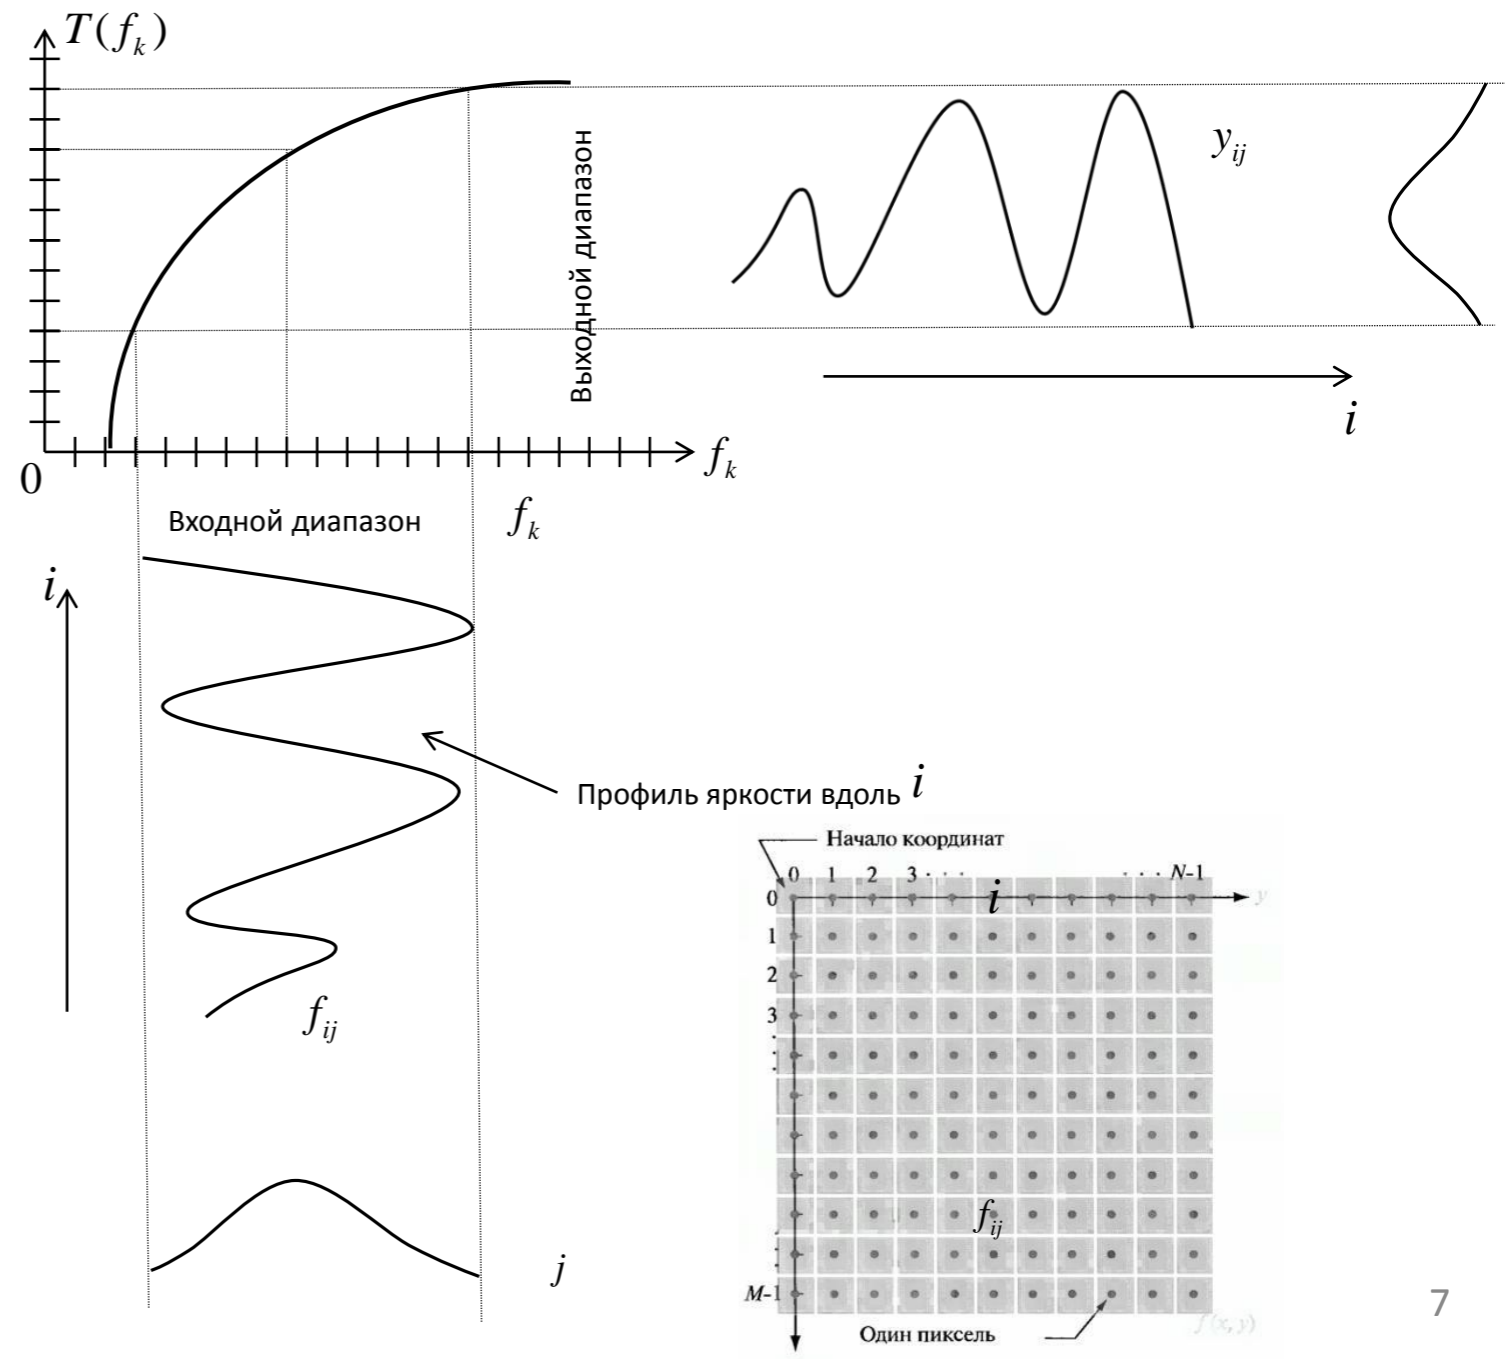 T(f_k)
Выходной диапазон
y_ij
i
0
f_k
Входной диапазон
f_k
i
Профиль яркости вдоль i
f_ij
j
Начало координат
0 1 2 3 · · · · · · N-1
i
y
0
1
2
3
·
·
·
f_ij
M-1
Один пиксель
f(x, y)
7